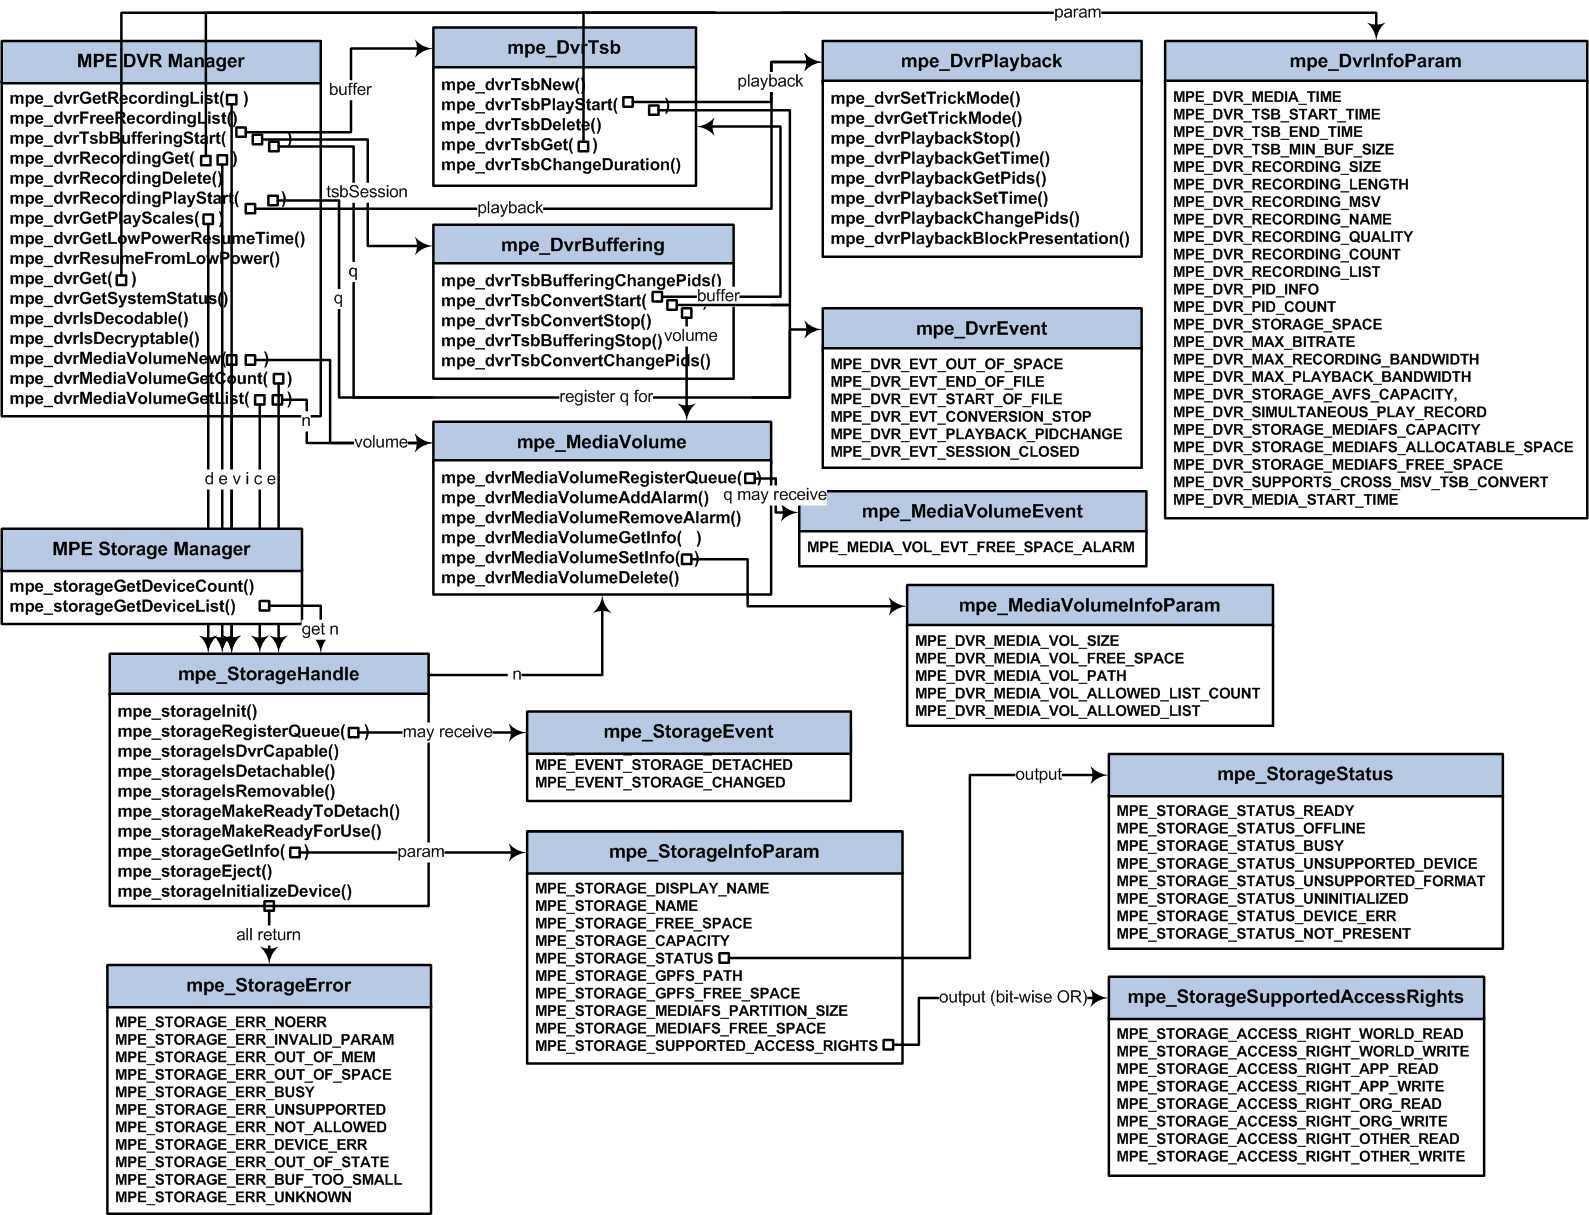 param
MPE DVR Manager
mpe_dvrGetRecordingList( )
mpe_dvrFreeRecordingList()
mpe_dvrTsbBufferingStart( )
mpe_dvrRecordingGet( )
mpe_dvrRecordingDelete()
mpe_dvrRecordingPlayStart( )
mpe_dvrGetPlayScales( )
mpe_dvrGetLowPowerResumeTime()
mpe_dvrResumeFromLowPower()
mpe_dvrGet( )
mpe_dvrGetSystemStatus()
mpe_dvrIsDecodable()
mpe_dvrIsDecryptable()
mpe_dvrMediaVolumeNew( )
mpe_dvrMediaVolumeGetCount( )
mpe_dvrMediaVolumeGetList( )
buffer
tsbSession
playback
q
q
n
volume
register q for
device
mpe_DvrTsb
mpe_dvrTsbNew()
mpe_dvrTsbPlayStart( )
mpe_dvrTsbDelete()
mpe_dvrTsbGet( )
mpe_dvrTsbChangeDuration()
playback
mpe_DvrBuffering
mpe_dvrTsbBufferingChangePids()
mpe_dvrTsbConvertStart( )
mpe_dvrTsbConvertStop()
mpe_dvrTsbBufferingStop()
mpe_dvrTsbConvertChangePids()
buffer
volume
mpe_DvrPlayback
mpe_dvrSetTrickMode()
mpe_dvrGetTrickMode()
mpe_dvrPlaybackStop()
mpe_dvrPlaybackGetTime()
mpe_dvrPlaybackGetPids()
mpe_dvrPlaybackSetTime()
mpe_dvrPlaybackChangePids()
mpe_dvrPlaybackBlockPresentation()
mpe_DvrEvent
MPE_DVR_EVT_OUT_OF_SPACE
MPE_DVR_EVT_END_OF_FILE
MPE_DVR_EVT_START_OF_FILE
MPE_DVR_EVT_CONVERSION_STOP
MPE_DVR_EVT_PLAYBACK_PIDCHANGE
MPE_DVR_EVT_SESSION_CLOSED
mpe_DvrInfoParam
MPE_DVR_MEDIA_TIME
MPE_DVR_TSB_START_TIME
MPE_DVR_TSB_END_TIME
MPE_DVR_TSB_MIN_BUF_SIZE
MPE_DVR_RECORDING_SIZE
MPE_DVR_RECORDING_LENGTH
MPE_DVR_RECORDING_MSV
MPE_DVR_RECORDING_NAME
MPE_DVR_RECORDING_QUALITY
MPE_DVR_RECORDING_COUNT
MPE_DVR_RECORDING_LIST
MPE_DVR_PID_INFO
MPE_DVR_PID_COUNT
MPE_DVR_STORAGE_SPACE
MPE_DVR_MAX_BITRATE
MPE_DVR_MAX_RECORDING_BANDWIDTH
MPE_DVR_MAX_PLAYBACK_BANDWIDTH
MPE_DVR_STORAGE_AVFS_CAPACITY,
MPE_DVR_SIMULTANEOUS_PLAY_RECORD
MPE_DVR_STORAGE_MEDIAFS_CAPACITY
MPE_DVR_STORAGE_MEDIAFS_ALLOCATABLE_SPACE
MPE_DVR_STORAGE_MEDIAFS_FREE_SPACE
MPE_DVR_SUPPORTS_CROSS_MSV_TSB_CONVERT
MPE_DVR_MEDIA_START_TIME
mpe_MediaVolume
mpe_dvrMediaVolumeRegisterQueue( )
mpe_dvrMediaVolumeAddAlarm()
mpe_dvrMediaVolumeRemoveAlarm()
mpe_dvrMediaVolumeGetInfo( )
mpe_dvrMediaVolumeSetInfo( )
mpe_dvrMediaVolumeDelete()
q may receive
mpe_MediaVolumeEvent
MPE_MEDIA_VOL_EVT_FREE_SPACE_ALARM
mpe_MediaVolumeInfoParam
MPE_DVR_MEDIA_VOL_SIZE
MPE_DVR_MEDIA_VOL_FREE_SPACE
MPE_DVR_MEDIA_VOL_PATH
MPE_DVR_MEDIA_VOL_ALLOWED_LIST_COUNT
MPE_DVR_MEDIA_VOL_ALLOWED_LIST
MPE Storage Manager
mpe_storageGetDeviceCount()
mpe_storageGetDeviceList( )
get n
n
mpe_StorageHandle
mpe_storageInit()
mpe_storageRegisterQueue( )
mpe_storageIsDvrCapable()
mpe_storageIsDetachable()
mpe_storageIsRemovable()
mpe_storageMakeReadyToDetach()
mpe_storageMakeReadyForUse()
mpe_storageGetInfo( )
mpe_storageEject()
mpe_storageInitializeDevice()
may receive
param
all return
mpe_StorageEvent
MPE_EVENT_STORAGE_DETACHED
MPE_EVENT_STORAGE_CHANGED
mpe_StorageInfoParam
MPE_STORAGE_DISPLAY_NAME
MPE_STORAGE_NAME
MPE_STORAGE_FREE_SPACE
MPE_STORAGE_CAPACITY
MPE_STORAGE_STATUS
MPE_STORAGE_GPFS_PATH
MPE_STORAGE_GPFS_FREE_SPACE
MPE_STORAGE_MEDIAFS_PARTITION_SIZE
MPE_STORAGE_MEDIAFS_FREE_SPACE
MPE_STORAGE_SUPPORTED_ACCESS_RIGHTS
output
output (bit-wise OR)
mpe_StorageStatus
MPE_STORAGE_STATUS_READY
MPE_STORAGE_STATUS_OFFLINE
MPE_STORAGE_STATUS_BUSY
MPE_STORAGE_STATUS_UNSUPPORTED_DEVICE
MPE_STORAGE_STATUS_UNSUPPORTED_FORMAT
MPE_STORAGE_STATUS_UNINITIALIZED
MPE_STORAGE_STATUS_DEVICE_ERR
MPE_STORAGE_STATUS_NOT_PRESENT
mpe_StorageSupportedAccessRights
MPE_STORAGE_ACCESS_RIGHT_WORLD_READ
MPE_STORAGE_ACCESS_RIGHT_WORLD_WRITE
MPE_STORAGE_ACCESS_RIGHT_APP_READ
MPE_STORAGE_ACCESS_RIGHT_APP_WRITE
MPE_STORAGE_ACCESS_RIGHT_ORG_READ
MPE_STORAGE_ACCESS_RIGHT_ORG_WRITE
MPE_STORAGE_ACCESS_RIGHT_OTHER_READ
MPE_STORAGE_ACCESS_RIGHT_OTHER_WRITE
mpe_StorageError
MPE_STORAGE_ERR_NOERR
MPE_STORAGE_ERR_INVALID_PARAM
MPE_STORAGE_ERR_OUT_OF_MEM
MPE_STORAGE_ERR_OUT_OF_SPACE
MPE_STORAGE_ERR_BUSY
MPE_STORAGE_ERR_UNSUPPORTED
MPE_STORAGE_ERR_NOT_ALLOWED
MPE_STORAGE_ERR_DEVICE_ERR
MPE_STORAGE_ERR_OUT_OF_STATE
MPE_STORAGE_ERR_BUF_TOO_SMALL
MPE_STORAGE_ERR_UNKNOWN